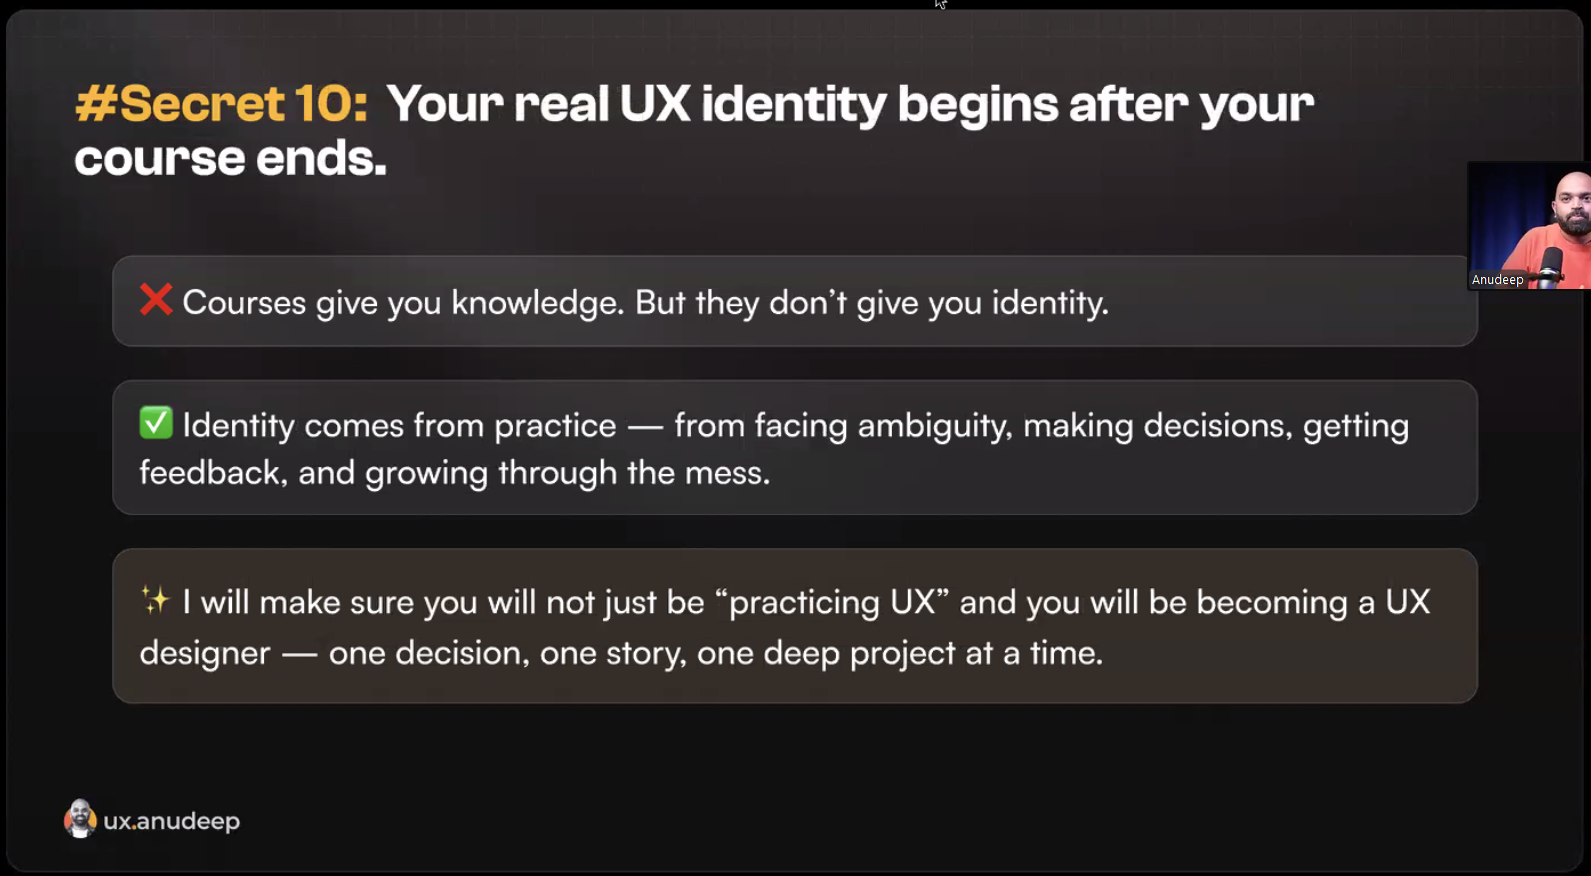 #Secret 10: Your real UX identity begins after your
course ends.
❌ Courses give you knowledge. But they don’t give you identity.
✅ Identity comes from practice — from facing ambiguity, making decisions, getting
feedback, and growing through the mess.
✨ I will make sure you will not just be “practicing UX” and you will be becoming a UX
designer — one decision, one story, one deep project at a time.
Anudeep
ux.anudeep